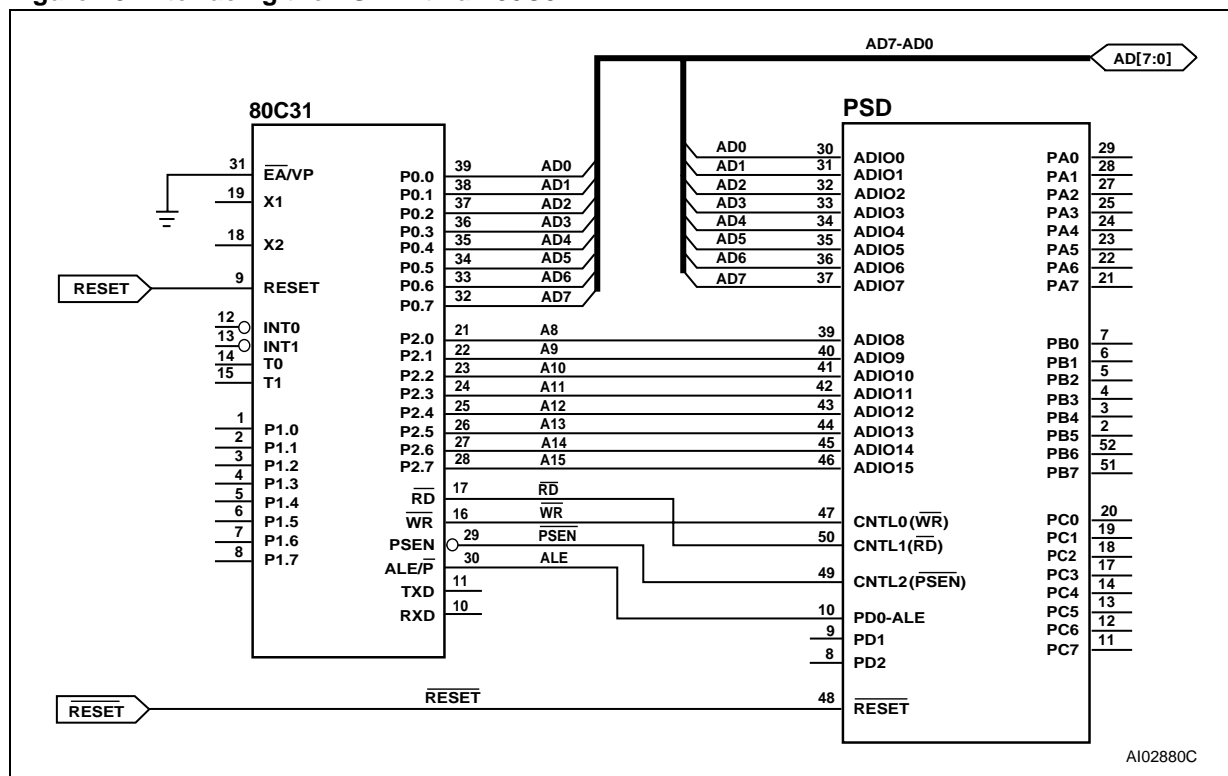 Figure Interfacing the PSD with an 80C31
AD7-AD0
AD[7:0]
80C31
31 EA/VP
19 X1
18 X2
RESET
9 RESET
12 INT0
13 INT1
14 T0
15 T1
1 P1.0
2 P1.1
3 P1.2
4 P1.3
5 P1.4
6 P1.5
7 P1.6
8 P1.7
P0.0 39 AD0
P0.1 38 AD1
P0.2 37 AD2
P0.3 36 AD3
P0.4 35 AD4
P0.5 34 AD5
P0.6 33 AD6
P0.7 32 AD7
P2.0 21 A8
P2.1 22 A9
P2.2 23 A10
P2.3 24 A11
P2.4 25 A12
P2.5 26 A13
P2.6 27 A14
P2.7 28 A15
RD 17 RD
WR 16 WR
PSEN 29 PSEN
ALE/P 30 ALE
TXD 11
RXD 10
PSD
AD0 30 ADIO0
AD1 31 ADIO1
AD2 32 ADIO2
AD3 33 ADIO3
AD4 34 ADIO4
AD5 35 ADIO5
AD6 36 ADIO6
AD7 37 ADIO7
39 ADIO8
40 ADIO9
41 ADIO10
42 ADIO11
43 ADIO12
44 ADIO13
45 ADIO14
46 ADIO15
47 CNTL0(WR)
50 CNTL1(RD)
49 CNTL2(PSEN)
10 PD0-ALE
9 PD1
8 PD2
48 RESET
PA0 29
PA1 28
PA2 27
PA3 25
PA4 24
PA5 23
PA6 22
PA7 21
PB0 7
PB1 6
PB2 5
PB3 4
PB4 3
PB5 2
PB6 52
PB7 51
PC0 20
PC1 19
PC2 18
PC3 17
PC4 14
PC5 13
PC6 12
PC7 11
RESET
RESET
AI02880C